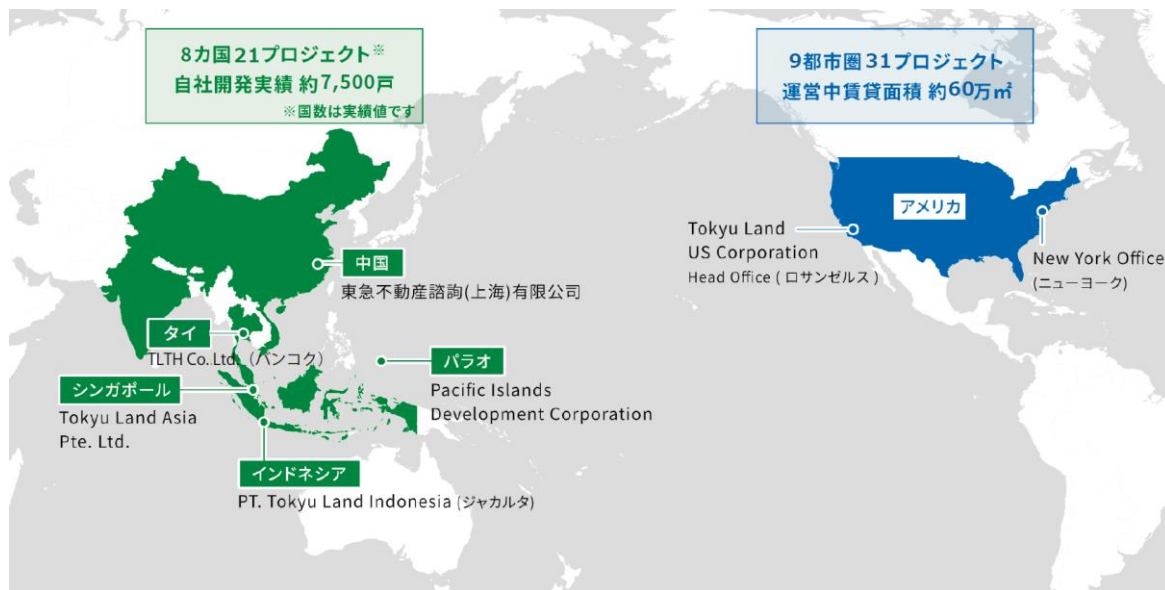 8カ国21プロジェクト※
自社開発実績 約7,500戸
※国数は実績値です
9都市圏31プロジェクト
運営中賃貸面積 約60万㎡
アメリカ
Tokyu Land
US Corporation
Head Office ( ロサンゼルス )
New York Office
(ニューヨーク)
中国
東急不動産諮詢(上海)有限公司
タイ
TLTH Co.Ltd.（バンコク）
シンガポール
Tokyu Land Asia
Pte. Ltd.
パラオ
Pacific Islands
Development Corporation
インドネシア
PT. Tokyu Land Indonesia (ジャカルタ)